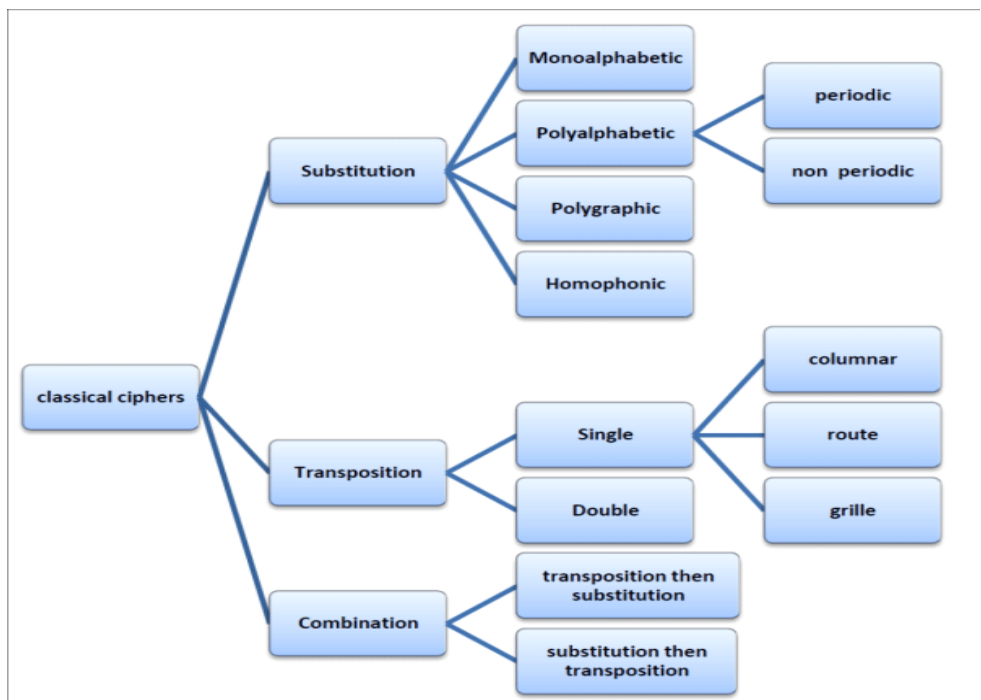 Monoalphabetic
periodic
Polyalphabetic
Substitution
non periodic
Polygraphic
Homophonic
columnar
classical ciphers
Single
route
Transposition
Double
grille
transposition then
substitution
Combination
substitution then
transposition